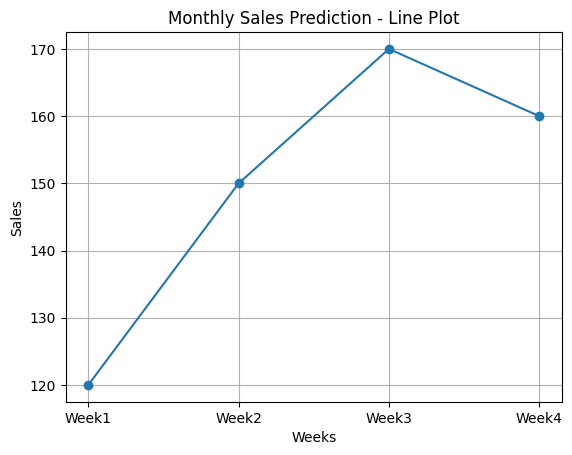 Monthly Sales Prediction - Line Plot
Sales
170
160
150
140
130
120
Week1 Week2 Week3 Week4
Weeks